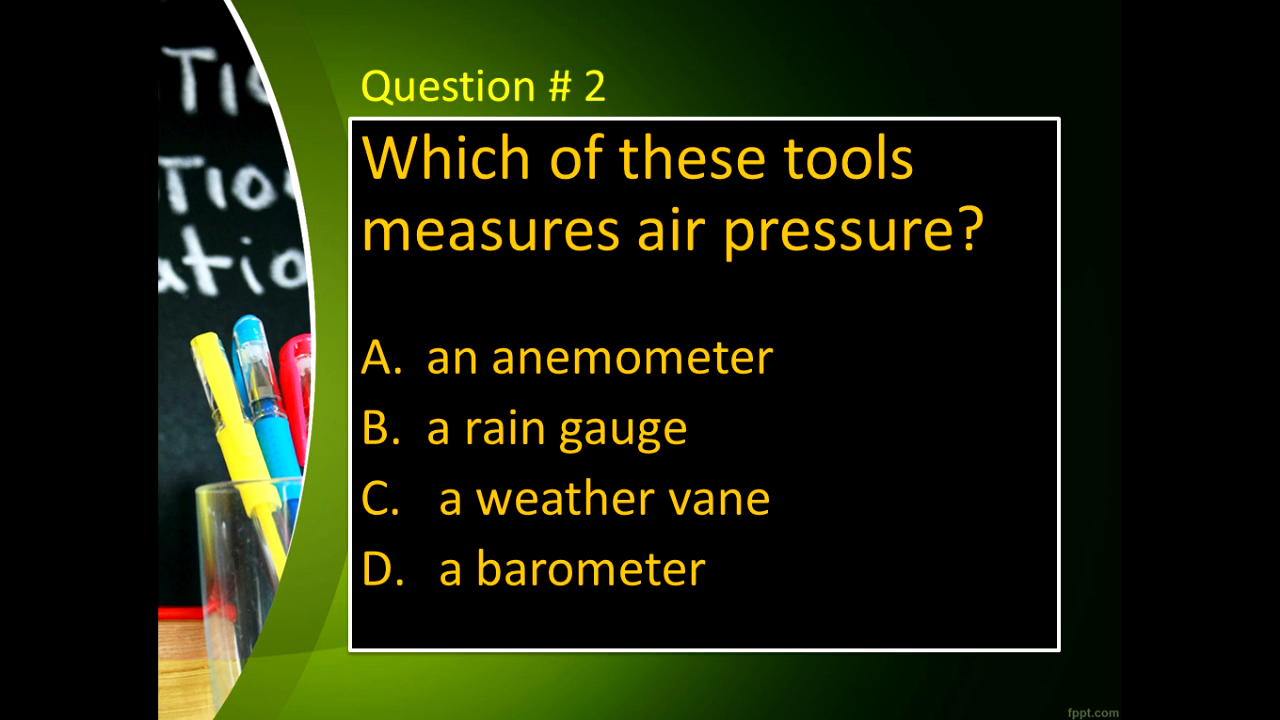 Question # 2
Which of these tools
measures air pressure?
A. an anemometer
B. a rain gauge
C. a weather vane
D. a barometer
fppt.com